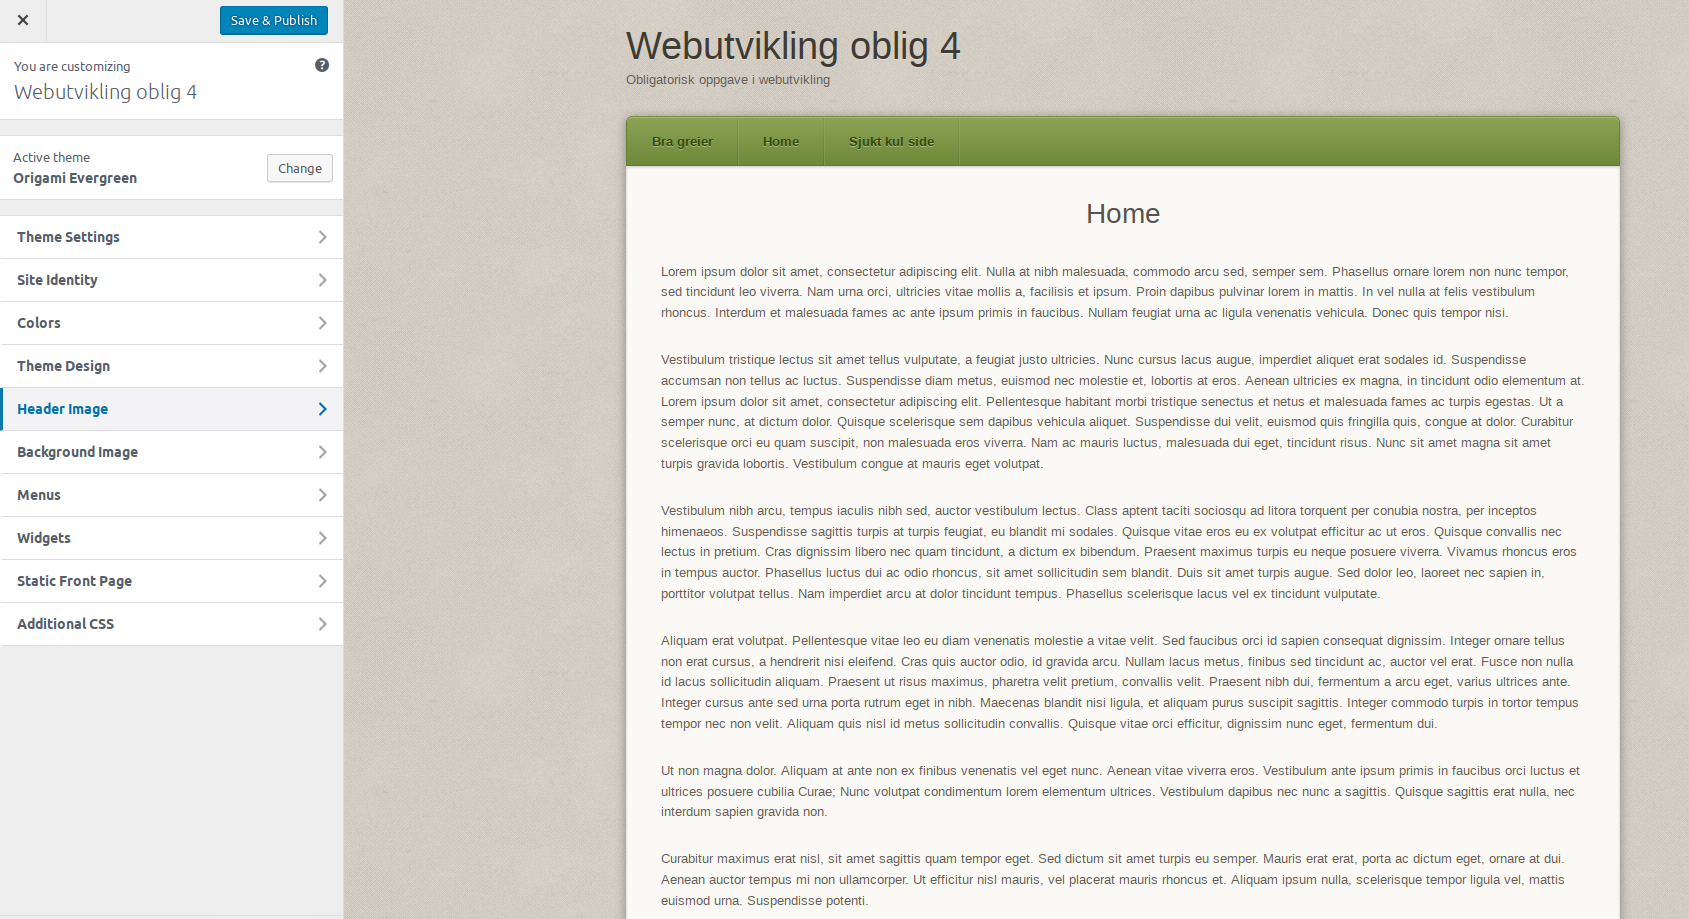 Save & Publish
You are customizing
Webutvikling oblig 4
Active theme
Origami Evergreen
Change
Theme Settings
Site Identity
Colors
Theme Design
Header Image
Background Image
Menus
Widgets
Static Front Page
Additional CSS
Webutvikling oblig 4
Obligatorisk oppgave i webutvikling
Bra greier
Home
Sjukt kul side
Home
Lorem ipsum dolor sit amet, consectetur adipiscing elit. Nulla at nibh malesuada, commodo arcu sed, semper sem. Phasellus ornare lorem non nunc tempor,
sed tincidunt leo viverra. Nam urna orci, ultricies vitae mollis a, facilisis et ipsum. Proin dapibus pulvinar lorem in mattis. In vel nulla at felis vestibulum
rhoncus. Interdum et malesuada fames ac ante ipsum primis in faucibus. Nullam feugiat urna ac ligula venenatis vehicula. Donec quis tempor nisi.
Vestibulum tristique lectus sit amet tellus vulputate, a feugiat justo ultricies. Nunc cursus lacus augue, imperdiet aliquet erat sodales id. Suspendisse
accumsan non tellus ac luctus. Suspendisse diam metus, euismod nec molestie et, lobortis at eros. Aenean ultricies ex magna, in tincidunt odio elementum at.
Lorem ipsum dolor sit amet, consectetur adipiscing elit. Pellentesque habitant morbi tristique senectus et netus et malesuada fames ac turpis egestas. Ut a
semper nunc, at dictum dolor. Quisque scelerisque sem dapibus vehicula aliquet. Suspendisse dui velit, euismod quis fringilla quis, congue at dolor. Curabitur
scelerisque orci eu quam suscipit, non malesuada eros viverra. Nam ac mauris luctus, malesuada dui eget, tincidunt risus. Nunc sit amet magna sit amet
turpis gravida lobortis. Vestibulum congue at mauris eget volutpat.
Vestibulum nibh arcu, tempus iaculis nibh sed, auctor vestibulum lectus. Class aptent taciti sociosqu ad litora torquent per conubia nostra, per inceptos
himenaeos. Suspendisse sagittis turpis at turpis feugiat, eu blandit mi sodales. Quisque vitae eros eu ex volutpat efficitur ac ut eros. Quisque convallis nec
lectus in pretium. Cras dignissim libero nec quam tincidunt, a dictum ex bibendum. Praesent maximus turpis eu neque posuere viverra. Vivamus rhoncus eros
in tempus auctor. Phasellus luctus dui ac odio rhoncus, sit amet sollicitudin sem blandit. Duis sit amet turpis augue. Sed dolor leo, laoreet nec sapien in,
porttitor volutpat tellus. Nam imperdiet arcu at dolor tincidunt tempus. Phasellus scelerisque lacus vel ex tincidunt vulputate.
Aliquam erat volutpat. Pellentesque vitae leo eu diam venenatis molestie a vitae velit. Sed faucibus orci id sapien consequat dignissim. Integer ornare tellus
non erat cursus, a hendrerit nisi eleifend. Cras quis auctor odio, id gravida arcu. Nullam lacus metus, finibus sed tincidunt ac, auctor vel erat. Fusce non nulla
id lacus sollicitudin aliquam. Praesent ut risus maximus, pharetra velit pretium, convallis velit. Praesent nibh dui, fermentum a arcu eget, varius ultrices ante.
Integer cursus ante sed urna porta rutrum eget in nibh. Maecenas blandit nisi ligula, et aliquam purus suscipit sagittis. Integer commodo turpis in tortor tempus
tempor nec non velit. Aliquam quis nisl id metus sollicitudin convallis. Quisque vitae orci efficitur, dignissim nunc eget, fermentum dui.
Ut non magna dolor. Aliquam at ante non ex finibus venenatis vel eget nunc. Aenean vitae viverra eros. Vestibulum ante ipsum primis in faucibus orci luctus et
ultrices posuere cubilia Curae; Nunc volutpat condimentum lorem elementum ultrices. Vestibulum dapibus nec nunc a sagittis. Quisque sagittis erat nulla, nec
interdum sapien gravida non.
Curabitur maximus erat nisl, sit amet sagittis quam tempor eget. Sed dictum sit amet turpis eu semper. Mauris erat erat, porta ac dictum eget, ornare at dui.
Aenean auctor tempus mi non ullamcorper. Ut efficitur nisl mauris, vel placerat mauris rhoncus et. Aliquam ipsum nulla, scelerisque tempor ligula vel, mattis
euismod urna. Suspendisse potenti.